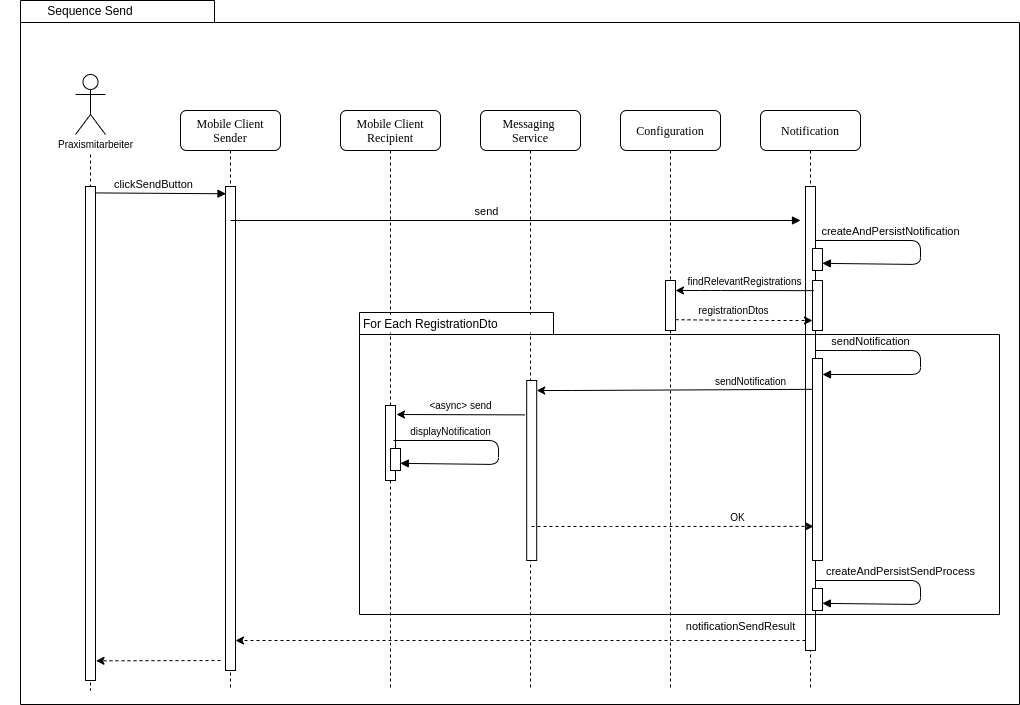 Sequence Send
Praxismitarbeiter
Mobile Client
Sender
Mobile Client
Recipient
Messaging
Service
Configuration
Notification
clickSendButton
send
createAndPersistNotification
findRelevantRegistrations
registrationDtos
For Each RegistrationDto
sendNotification
sendNotification
<async> send
displayNotification
OK
createAndPersistSendProcess
notificationSendResult